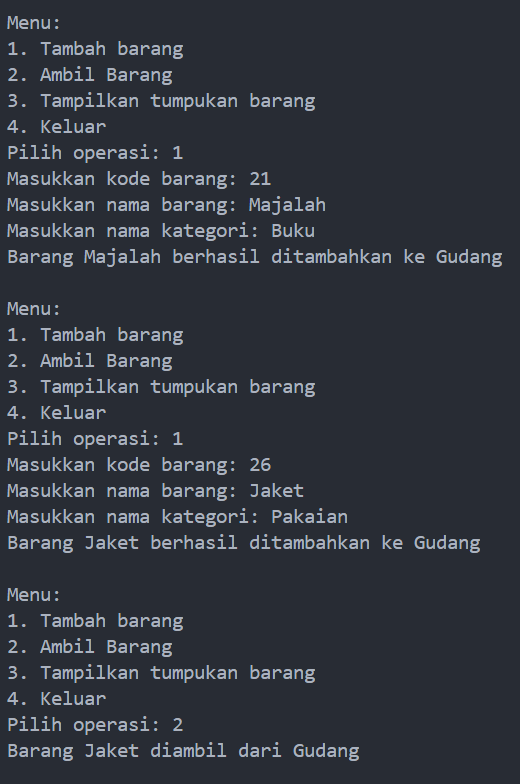 Menu:
1. Tambah barang
2. Ambil Barang
3. Tampilkan tumpukan barang
4. Keluar
Pilih operasi: 1
Masukkan kode barang: 21
Masukkan nama barang: Majalah
Masukkan nama kategori: Buku
Barang Majalah berhasil ditambahkan ke Gudang

Menu:
1. Tambah barang
2. Ambil Barang
3. Tampilkan tumpukan barang
4. Keluar
Pilih operasi: 1
Masukkan kode barang: 26
Masukkan nama barang: Jaket
Masukkan nama kategori: Pakaian
Barang Jaket berhasil ditambahkan ke Gudang

Menu:
1. Tambah barang
2. Ambil Barang
3. Tampilkan tumpukan barang
4. Keluar
Pilih operasi: 2
Barang Jaket diambil dari Gudang